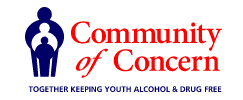 Community
of Concern
TOGETHER KEEPING YOUTH ALCOHOL & DRUG FREE